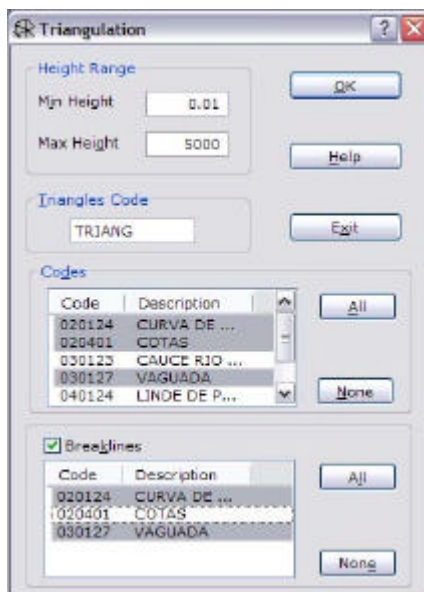 Triangulation
Height Range
Min Height 0.01
Max Height 5000
OK
Help
Triangles Code
TRIANG
Exit
Codes
Code Description
020124 CURVA DE ...
020401 COTAS
030123 CAUCE RIO ...
030127 VAGUADA
040124 LINDE DE P...
All
None
Breaklines
Code Description
020124 CURVA DE ...
020401 COTAS
030127 VAGUADA
All
None